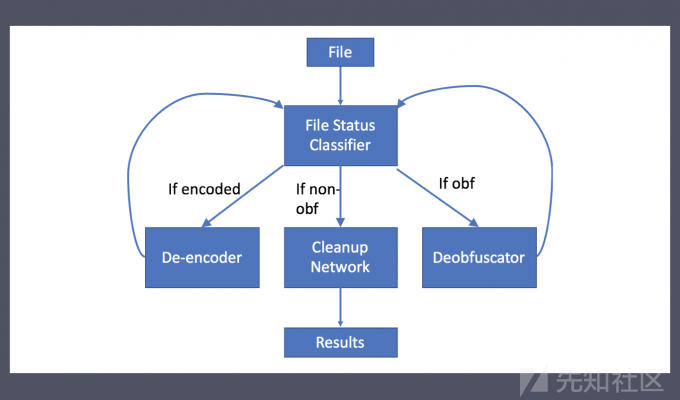 File
File Status
Classifier
If encoded
If non-
obf
If obf
De-encoder
Cleanup
Network
Deobfuscator
Results
先知社区